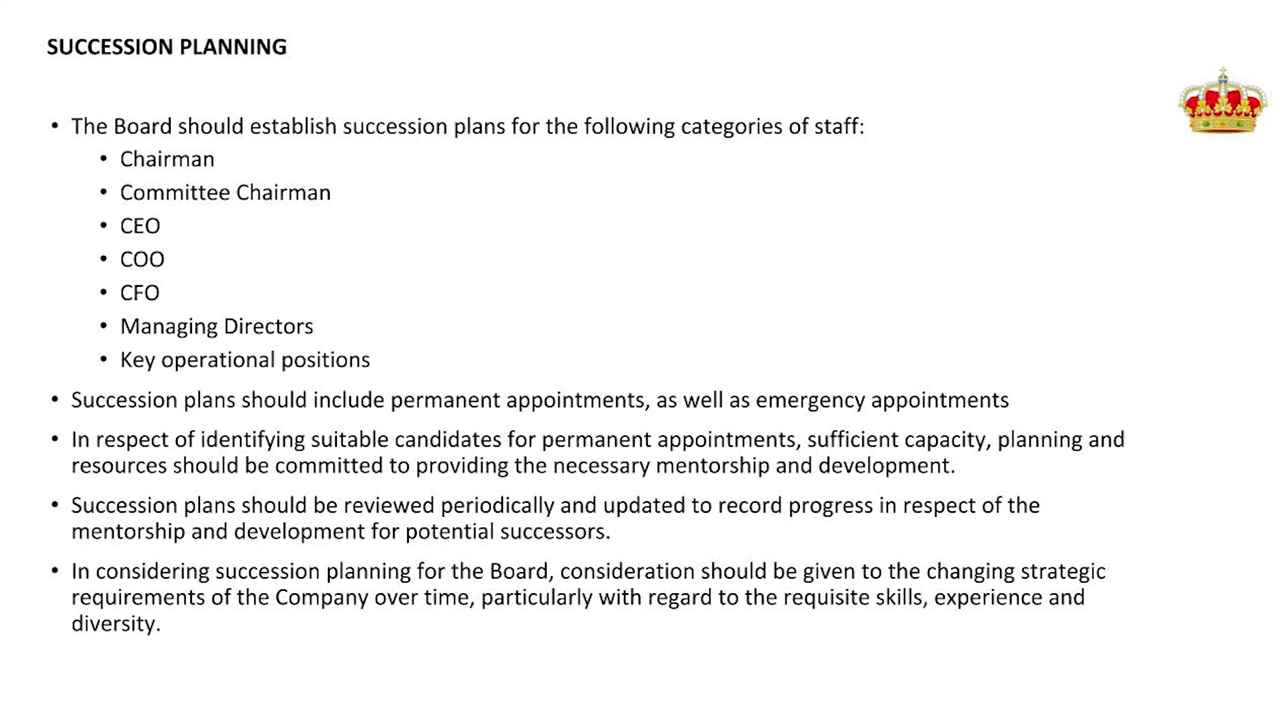 SUCCESSION PLANNING
• The Board should establish succession plans for the following categories of staff:
• Chairman
• Committee Chairman
• CEO
• COO
• CFO
• Managing Directors
• Key operational positions
• Succession plans should include permanent appointments, as well as emergency appointments
• In respect of identifying suitable candidates for permanent appointments, sufficient capacity, planning and
resources should be committed to providing the necessary mentorship and development.
• Succession plans should be reviewed periodically and updated to record progress in respect of the
mentorship and development for potential successors.
• In considering succession planning for the Board, consideration should be given to the changing strategic
requirements of the Company over time, particularly with regard to the requisite skills, experience and
diversity.